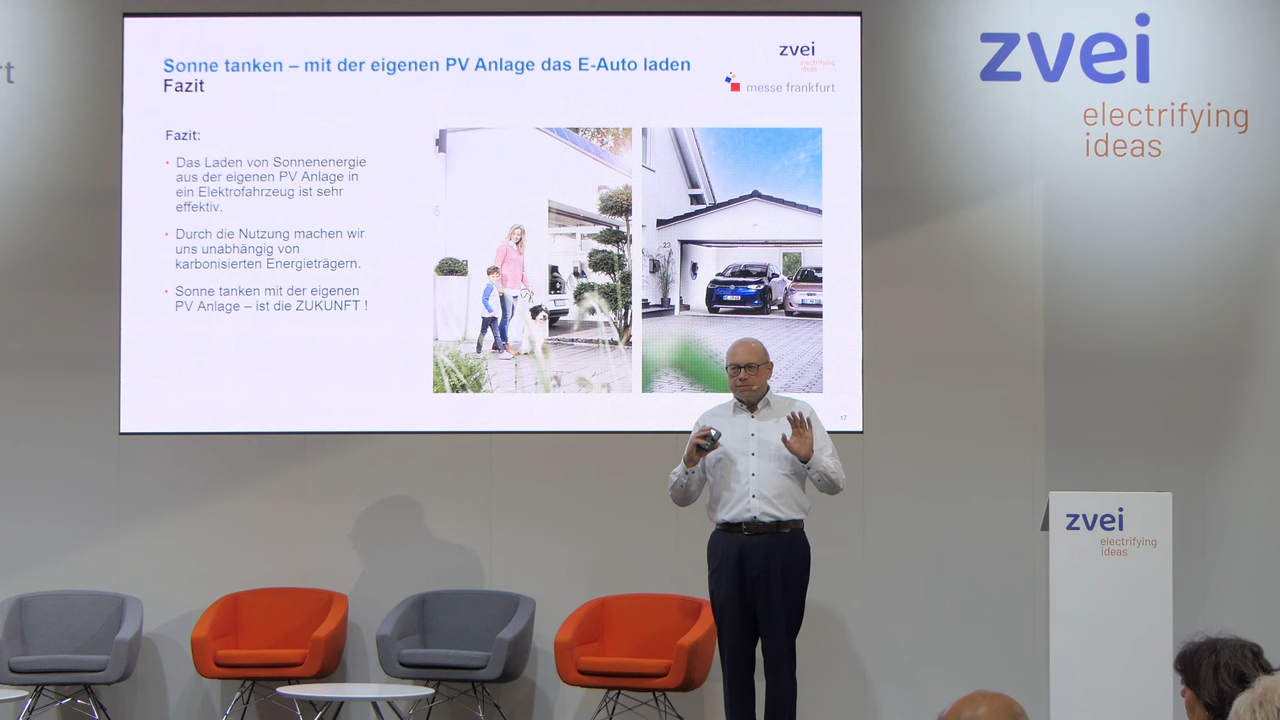 rt
zvei
electrifying
ideas
Sonne tanken – mit der eigenen PV Anlage das E-Auto laden
Fazit
zvei
electrifying
ideas
messe frankfurt
Fazit:
• Das Laden von Sonnenenergie
aus der eigenen PV Anlage in
ein Elektrofahrzeug ist sehr
effektiv.
• Durch die Nutzung machen wir
uns unabhängig von
karbonisierten Energieträgern.
• Sonne tanken mit der eigenen
PV Anlage – ist die ZUKUNFT !
23
17
zvei
electrifying
ideas